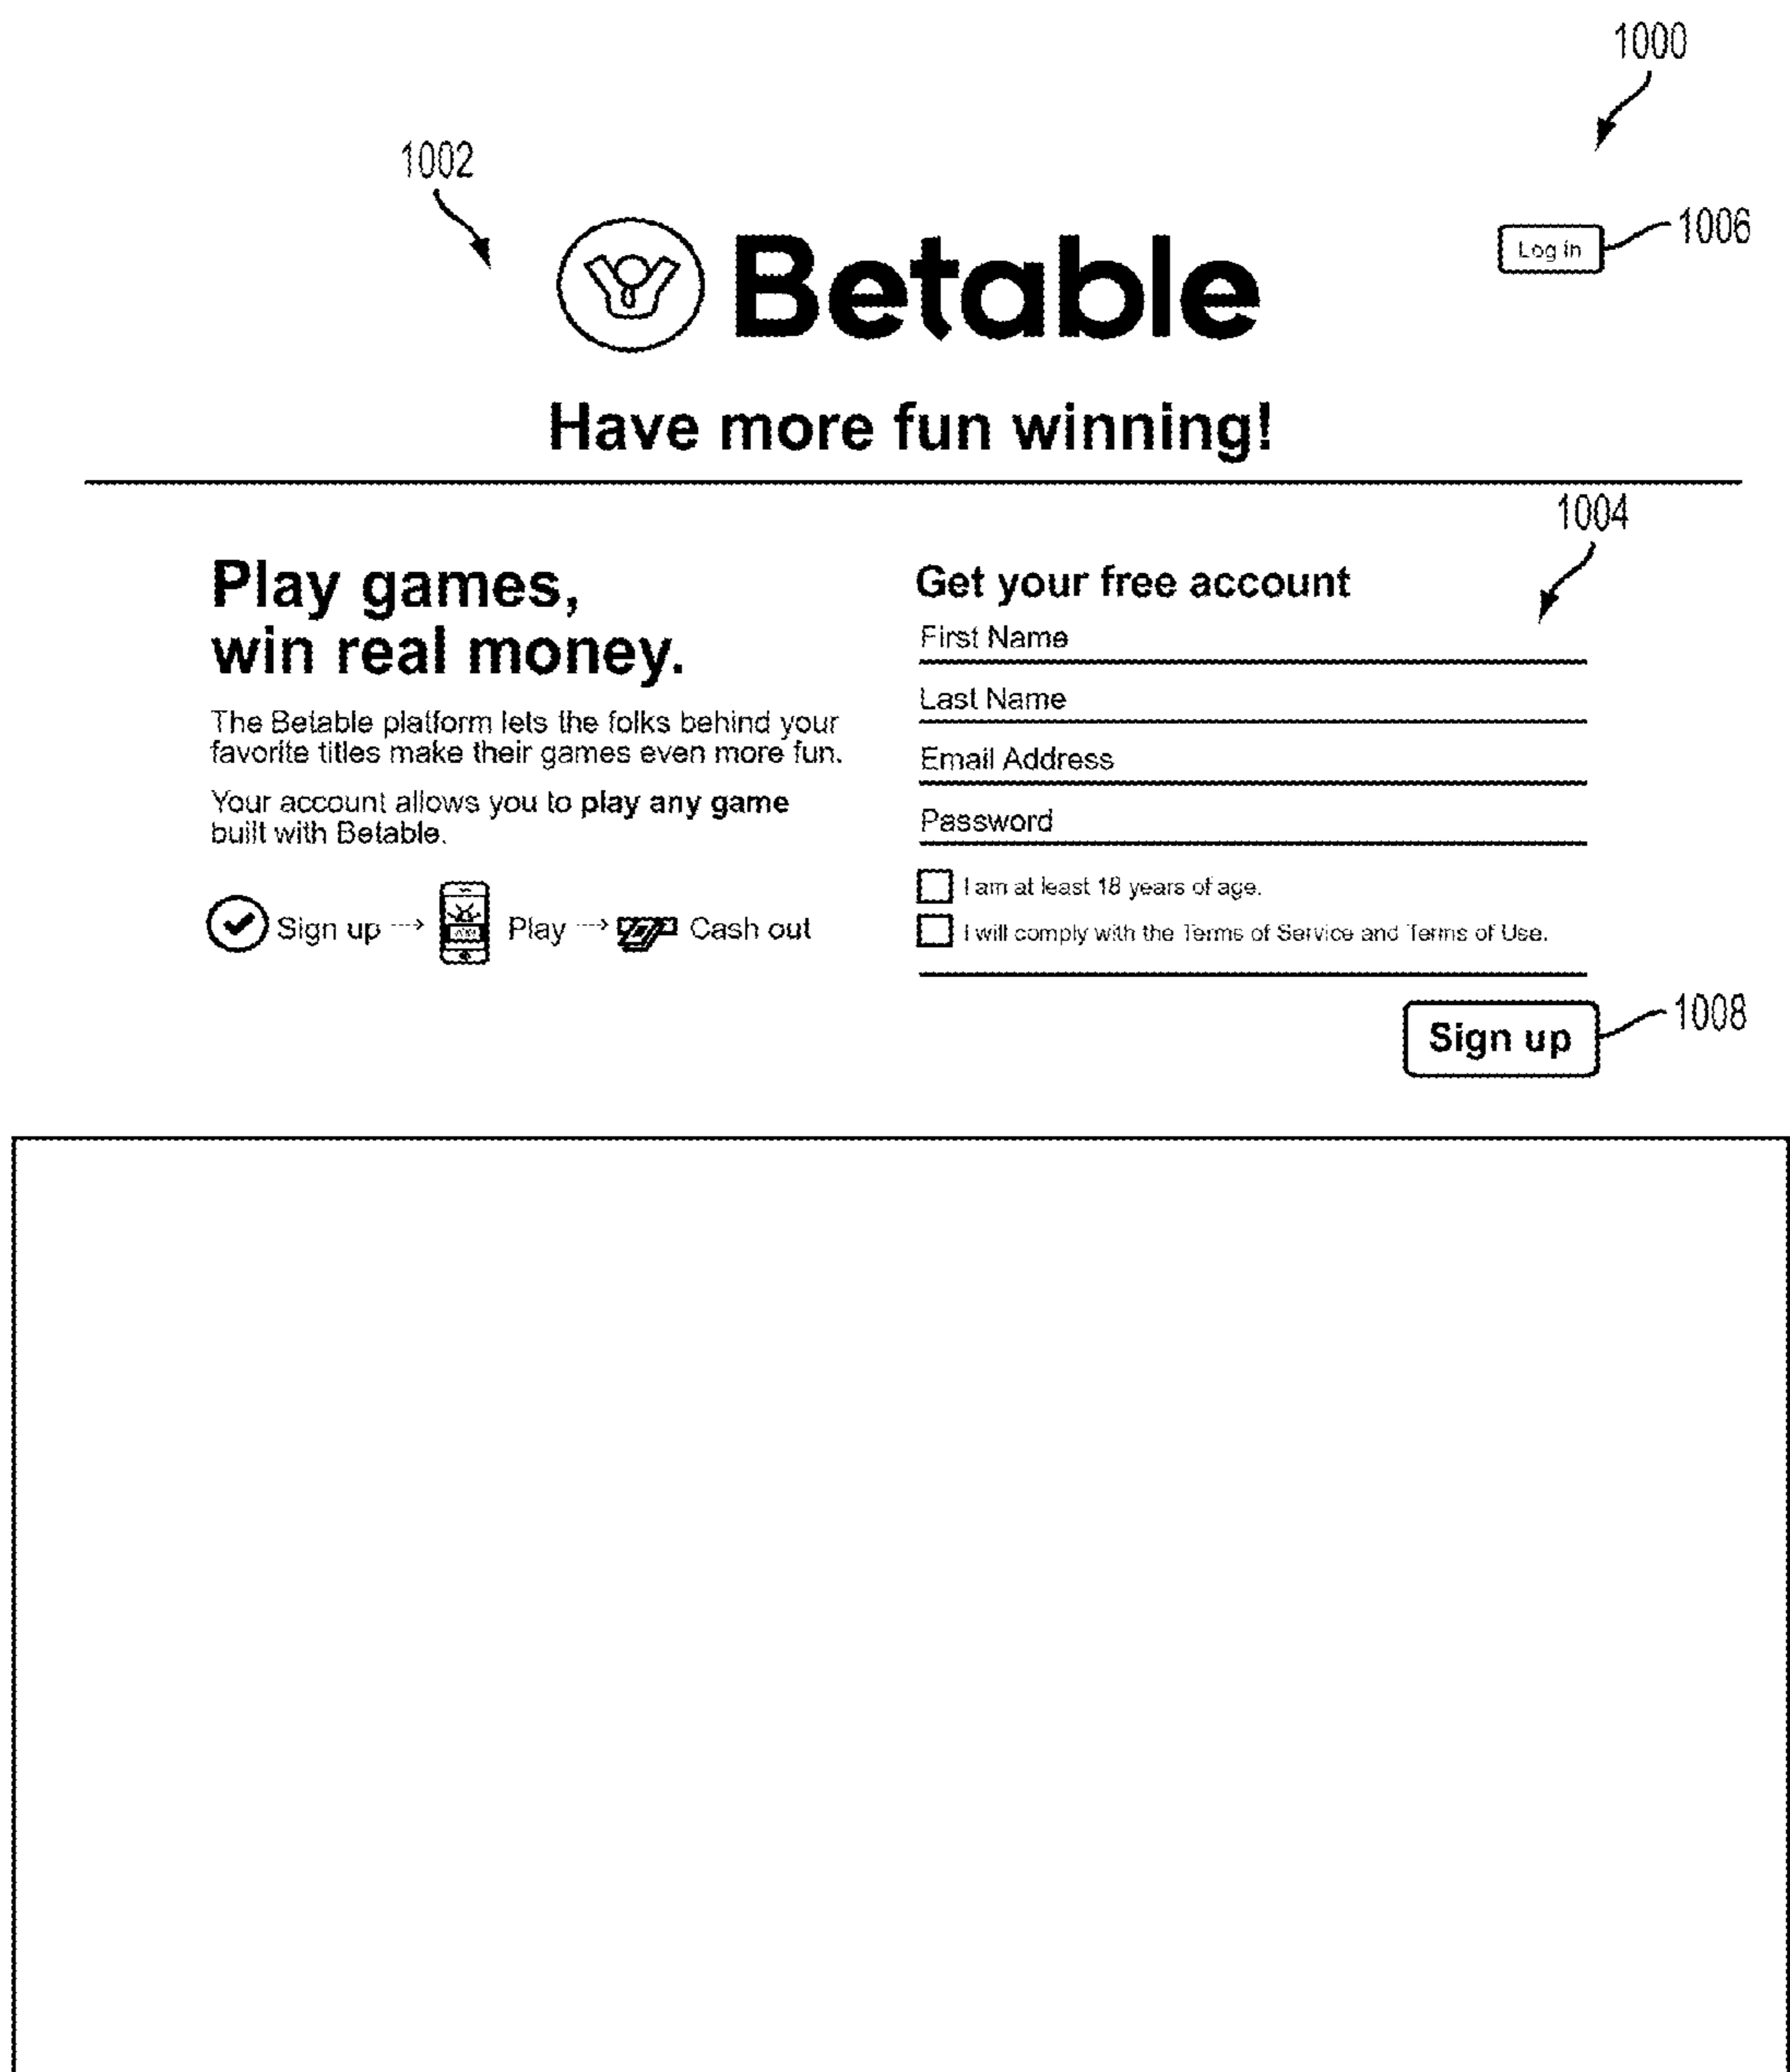 1000
1002
1006
Log in
Betable
Have more fun winning!
1004
Play games,
win real money.
The Betable platform lets the folks behind your
favorite titles make their games even more fun.
Your account allows you to play any game
built with Betable.
Sign up Play Cash out
Get your free account
First Name
Last Name
Email Address
Password
I am at least 18 years of age.
I will comply with the Terms of Service and Terms of Use.
Sign up
1008